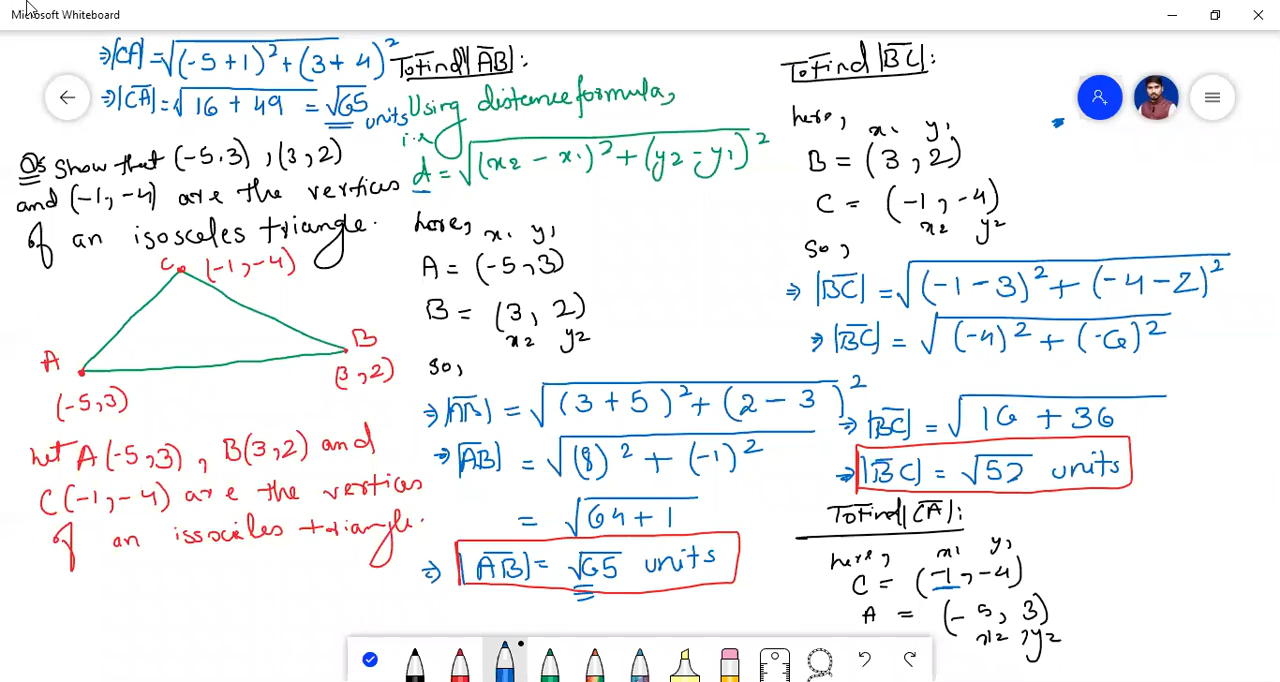 Microsoft Whiteboard
⇒|CA| = √(-5+1)² + (3+4)²
⇒|CA| = √16 + 49 = √65 units
Qs Show that (-5,3), (3,2)
and (-1,-4) are the vertices
of an isosceles triangle.
C (-1,-4)
A
(-5,3)
B
(3,2)
Let A(-5,3), B(3,2) and
C(-1,-4) are the vertices
of an issoceles triangle.
To Find |AB|:
Using distance formula,
i.e
d = √(x2 - x1)² + (y2 - y1)²
here,
x1 y1
A = (-5,3)
B = (3, 2)
x2 y2
so,
⇒|AB| = √(3+5)² + (2-3)²
⇒|AB| = √(8)² + (-1)²
= √64+1
⇒ |AB| = √65 units
To Find |BC|:
here,
x1 y1
B = (3, 2)
C = (-1, -4)
x2 y2
so,
⇒ |BC| = √(-1-3)² + (-4-2)²
⇒ |BC| = √(-4)² + (-6)²
⇒ |BC| = √16 + 36
⇒ |BC| = √52 units
To Find |CA|:
here,
x1 y1
C = (-1, -4)
A = (-5, 3)
x2, y2